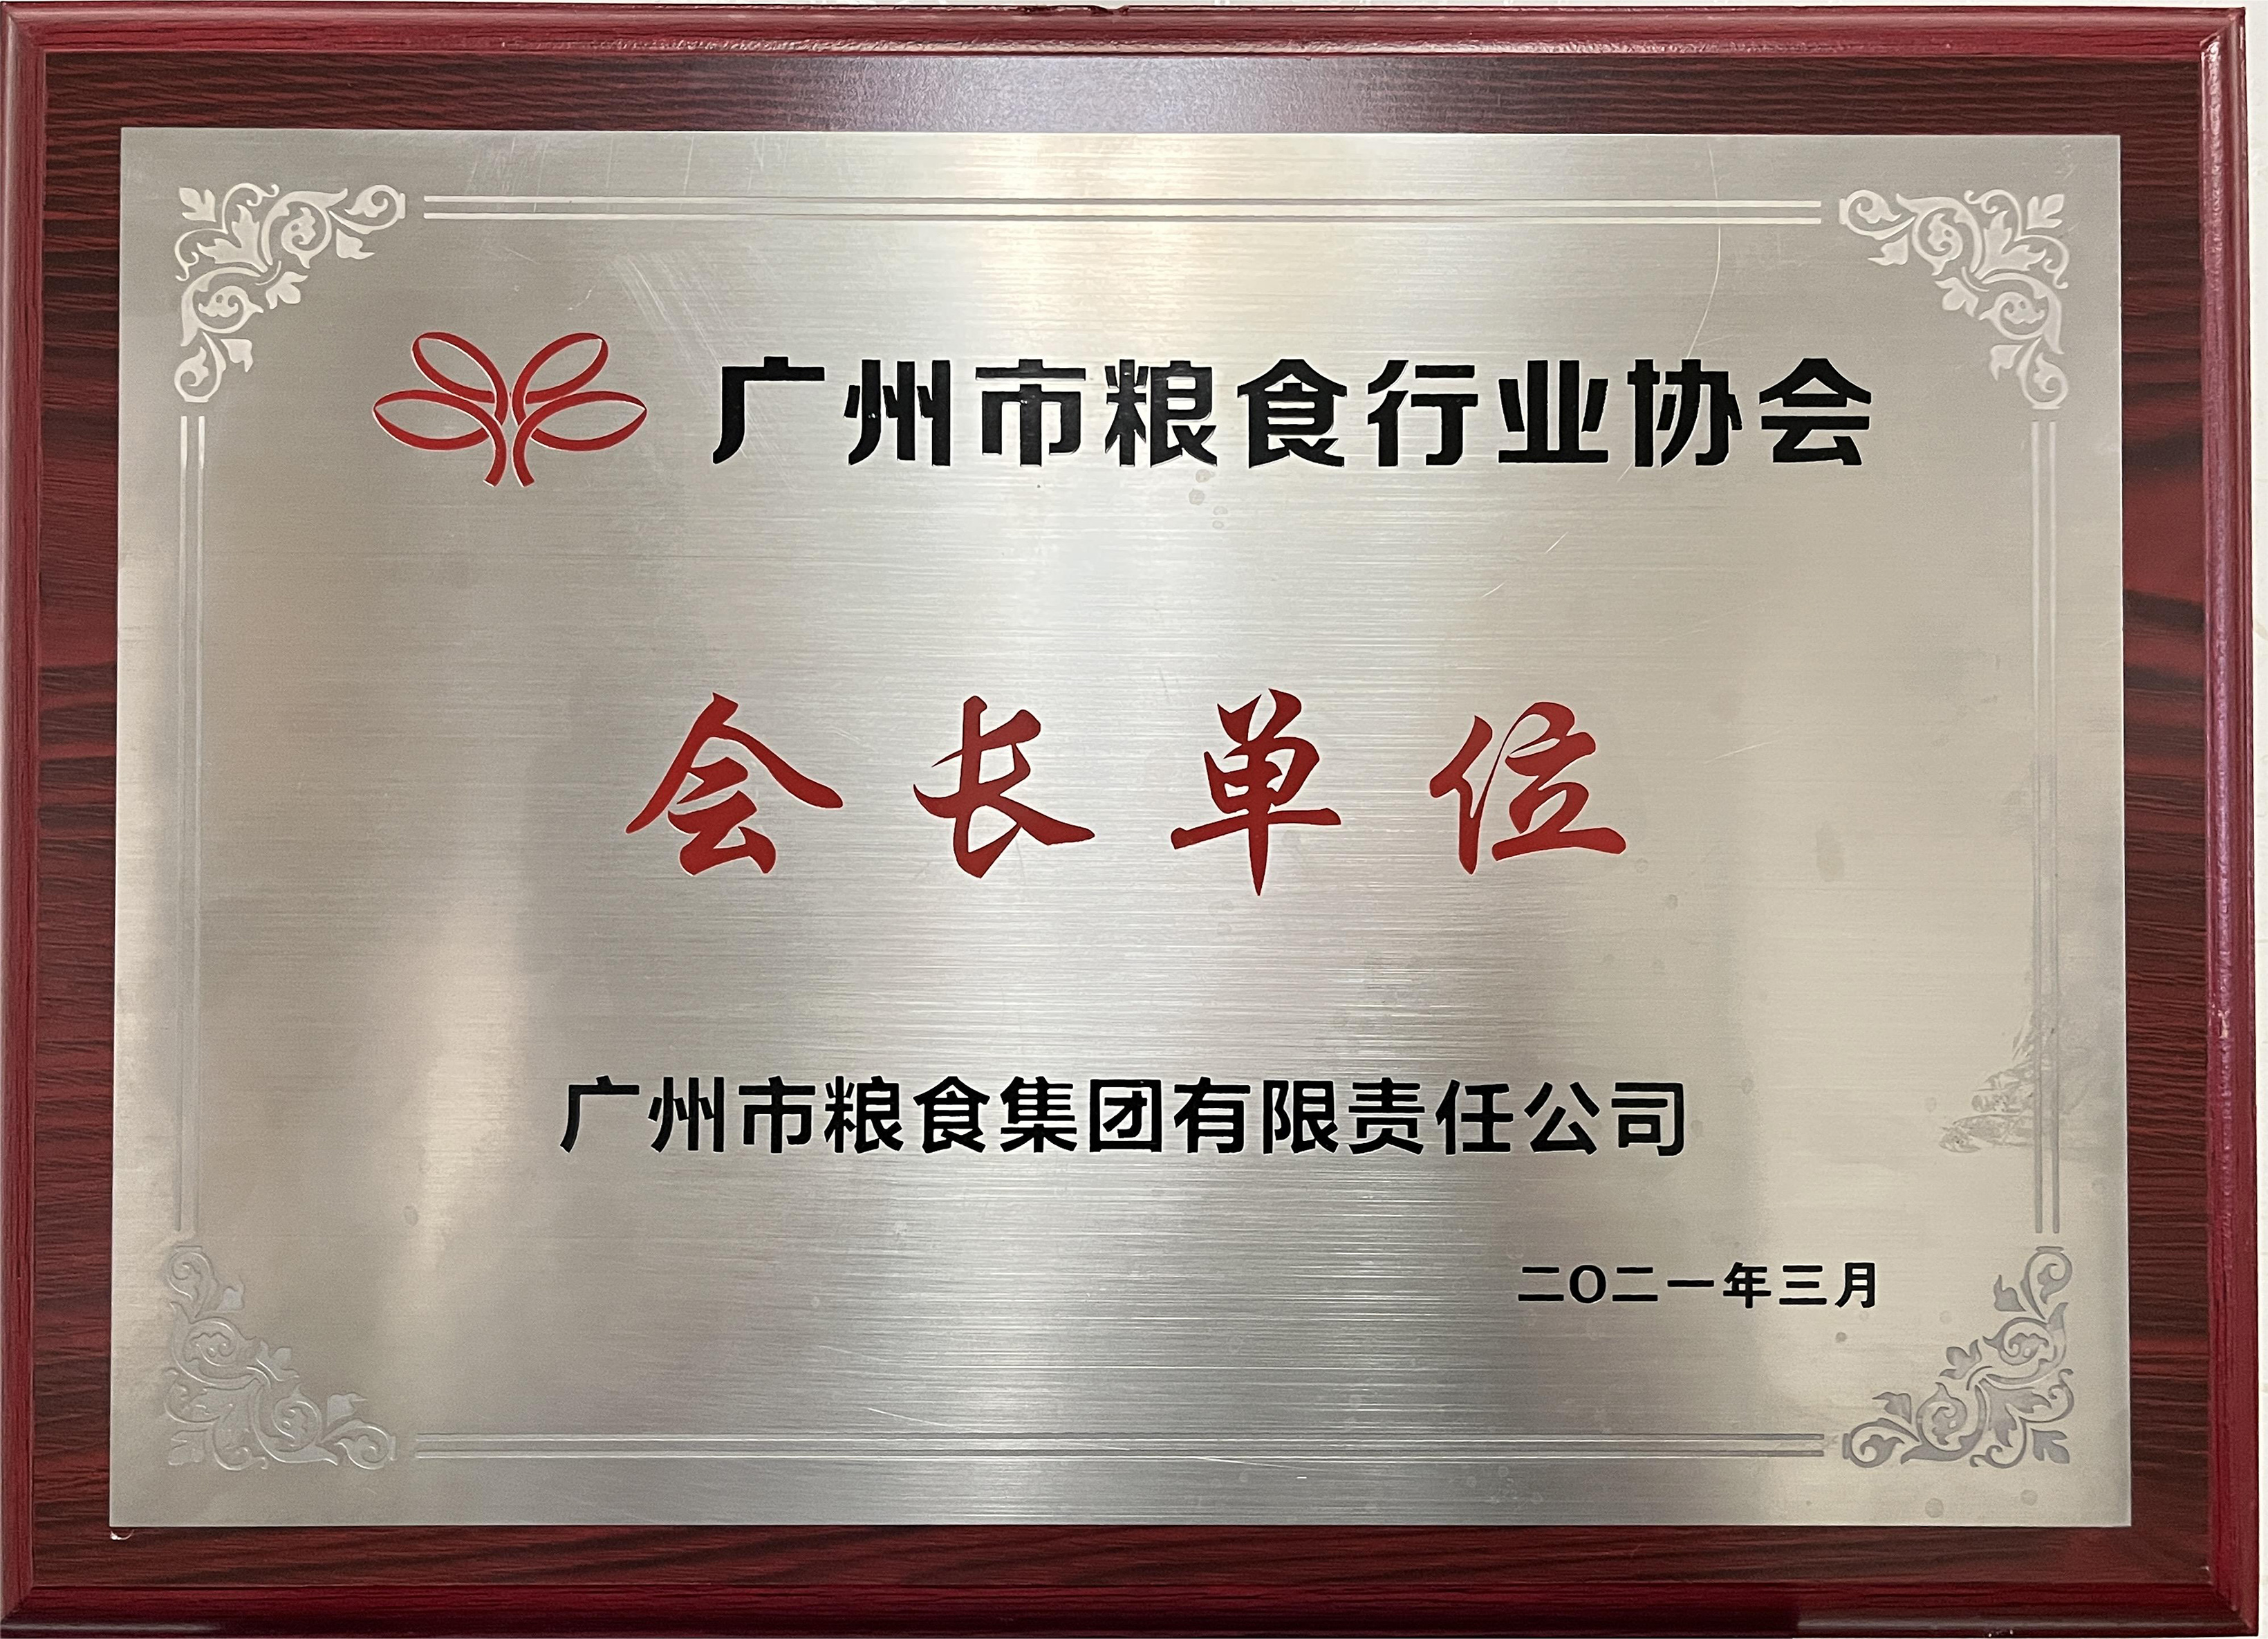 广州市粮食行业协会
会长单位
广州市粮食集团有限责任公司
二〇二一年三月